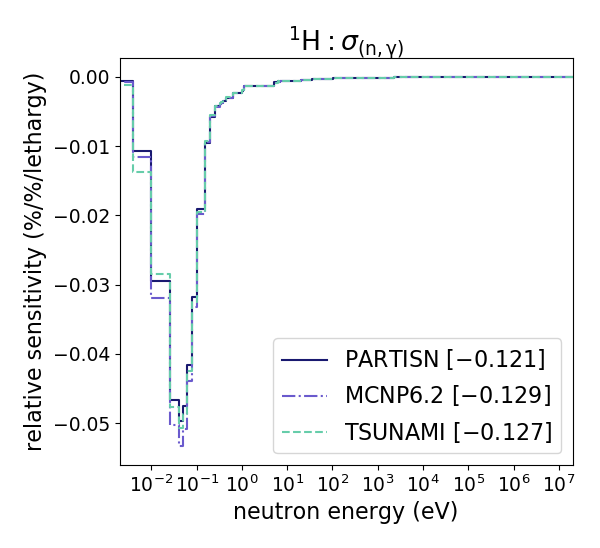 ¹H : σ(n, γ)
relative sensitivity (%/%/lethargy)
0.00
−0.01
−0.02
−0.03
−0.04
−0.05
PARTISN [−0.121]
MCNP6.2 [−0.129]
TSUNAMI [−0.127]
10⁻² 10⁻¹ 10⁰ 10¹ 10² 10³ 10⁴ 10⁵ 10⁶ 10⁷
neutron energy (eV)